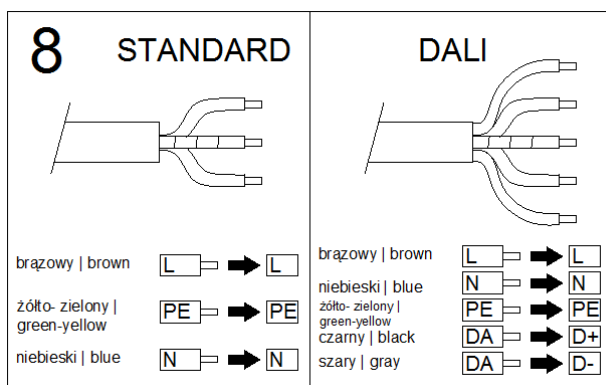 8 STANDARD
brązowy | brown L L
żółto- zielony |
green-yellow PE PE
niebieski | blue N N
DALI
brązowy | brown L L
niebieski | blue N N
żółto- zielony |
green-yellow PE PE
czarny | black DA D+
szary | gray DA D-